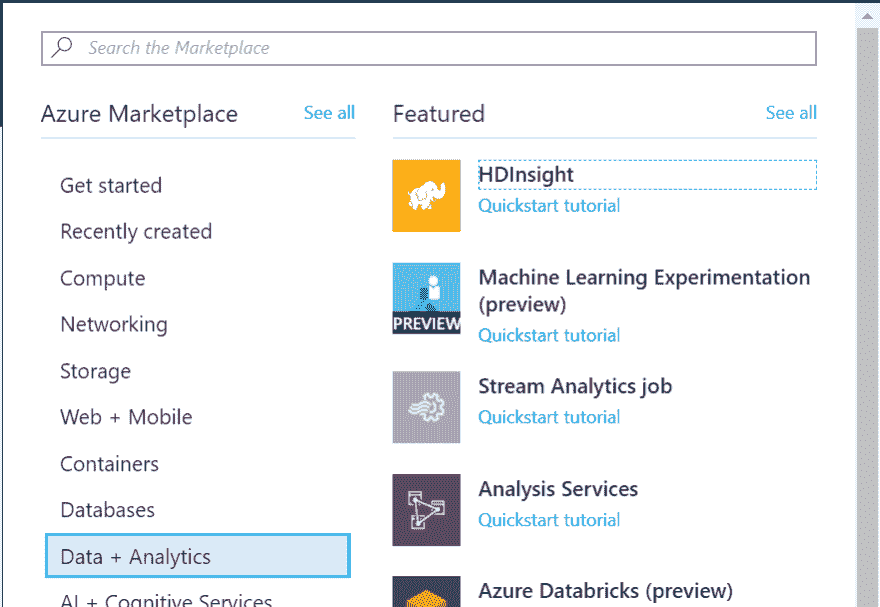 Search the Marketplace
Azure Marketplace
See all
Get started
Recently created
Compute
Networking
Storage
Web + Mobile
Containers
Databases
Data + Analytics
AI + Cognitive Services
Featured
See all
HDInsight
Quickstart tutorial
PREVIEW
Machine Learning Experimentation
(preview)
Quickstart tutorial
Stream Analytics job
Quickstart tutorial
Analysis Services
Quickstart tutorial
Azure Databricks (preview)